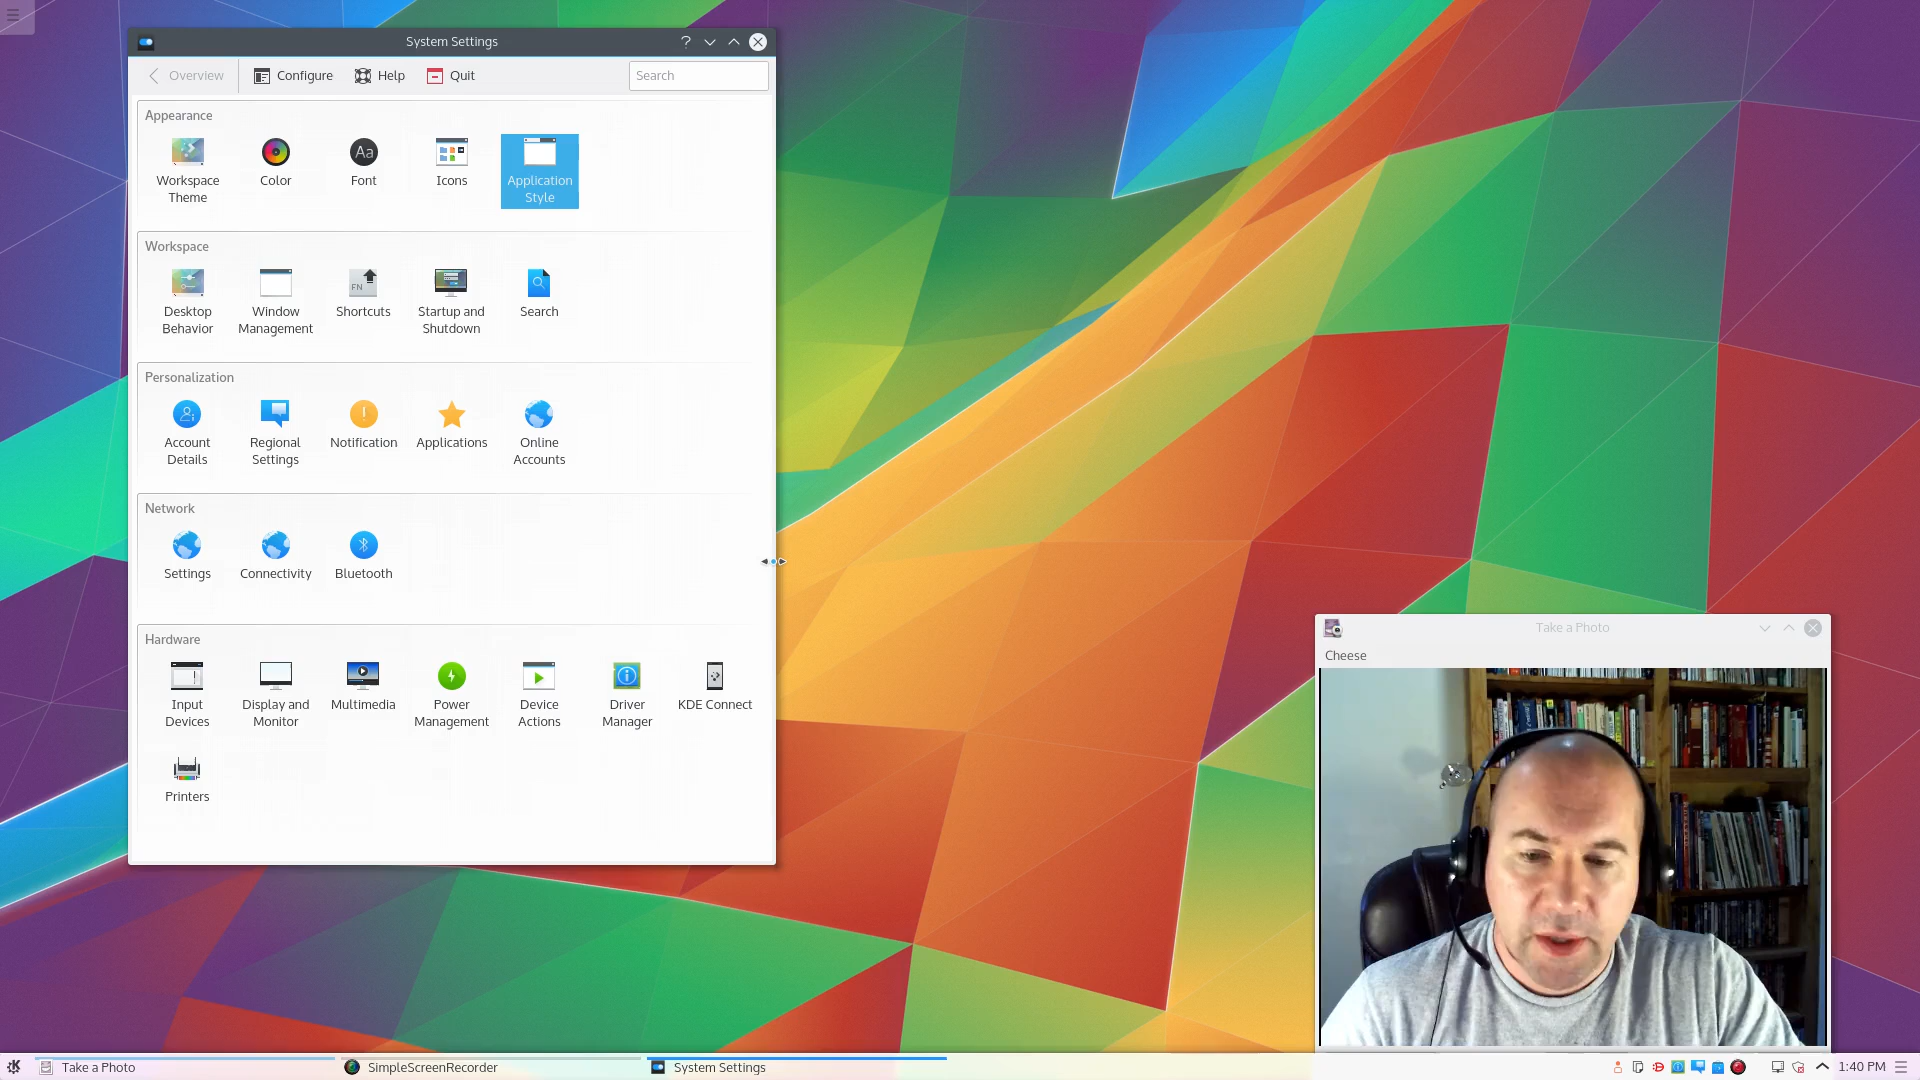 System Settings
Overview
Configure
Help
Quit
Search
Appearance
Workspace
Theme
Color
Aa
Font
Icons
Application
Style
Workspace
Desktop
Behavior
Window
Management
FN
Shortcuts
Startup and
Shutdown
Search
Personalization
Account
Details
Regional
Settings
Notification
Applications
Online
Accounts
Network
Settings
Connectivity
Bluetooth
Hardware
Input
Devices
Display and
Monitor
Multimedia
Power
Management
Device
Actions
Driver
Manager
KDE Connect
Printers
Take a Photo
Cheese
Take a Photo
SimpleScreenRecorder
System Settings
1:40 PM